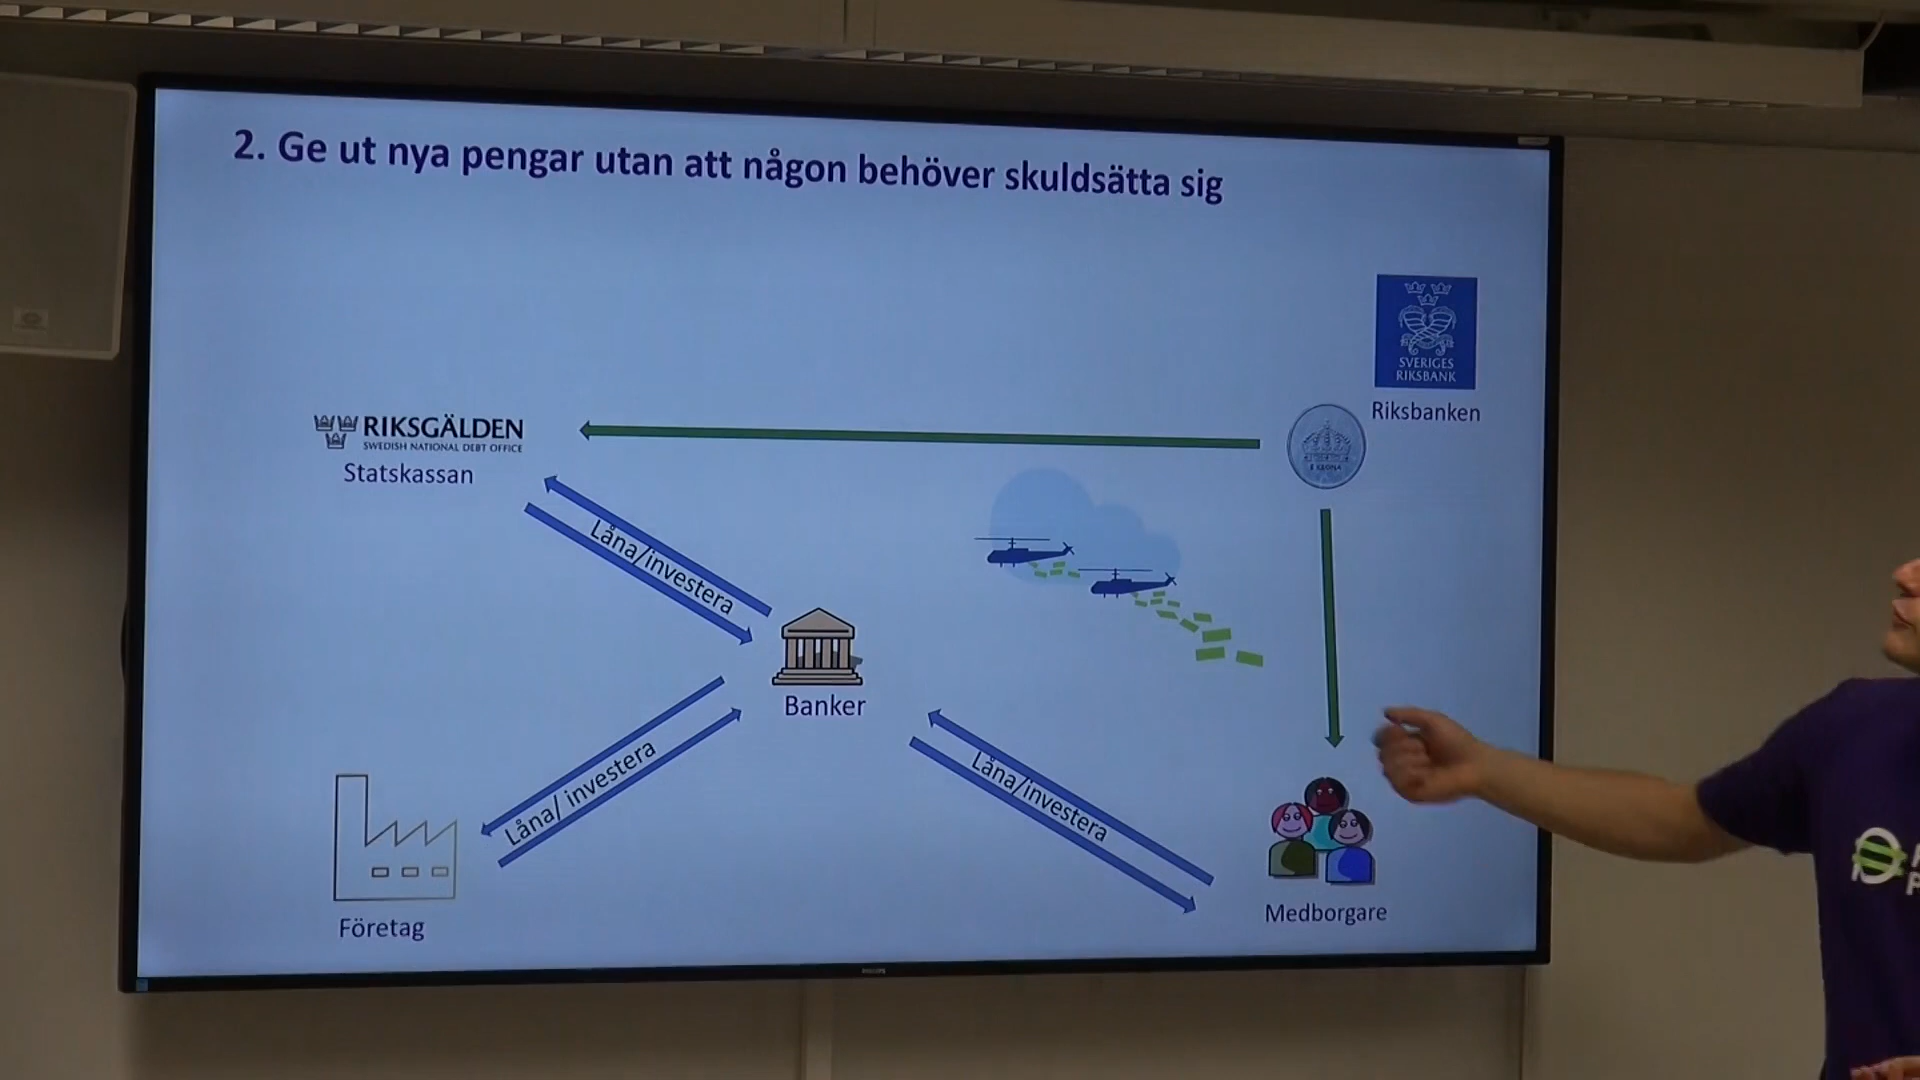 2. Ge ut nya pengar utan att någon behöver skuldsätta sig
SVERIGES
RIKSBANK
Riksbanken
RIKSGÄLDEN
SWEDISH NATIONAL DEBT OFFICE
Statskassan
Låna/investera
Banker
Låna/ investera
Låna/investera
Företag
Medborgare
PHILIPS